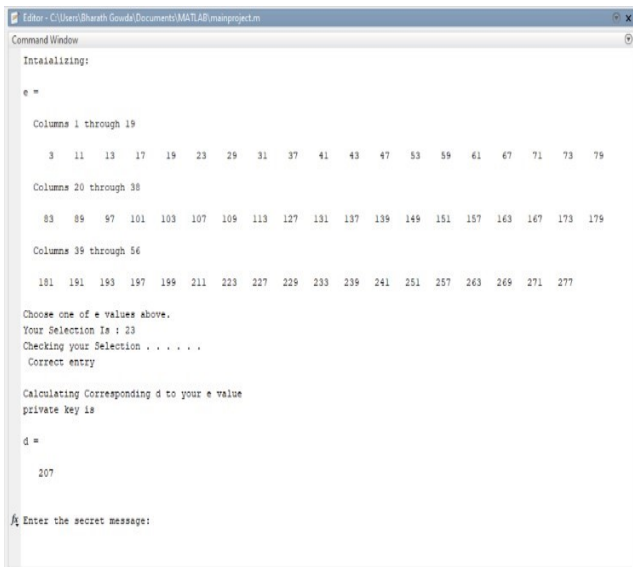 Editor - C:\Users\Bharath Gowda\Documents\MATLAB\mainproject.m
Command Window
Intaializing:
e =
Columns 1 through 19
3 11 13 17 19 23 29 31 37 41 43 47 53 59 61 67 71 73 79
Columns 20 through 38
83 89 97 101 103 107 109 113 127 131 137 139 149 151 157 163 167 173 179
Columns 39 through 56
181 191 193 197 199 211 223 227 229 233 239 241 251 257 263 269 271 277
Choose one of e values above.
Your Selection Is : 23
Checking your Selection . . . . . .
Correct entry
Calculating Corresponding d to your e value
private key is
d =
207
fx Enter the secret message: